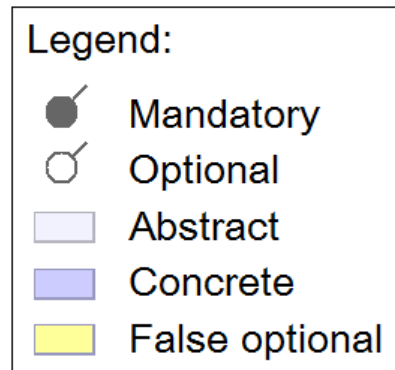 Legend:
Mandatory
Optional
Abstract
Concrete
False optional